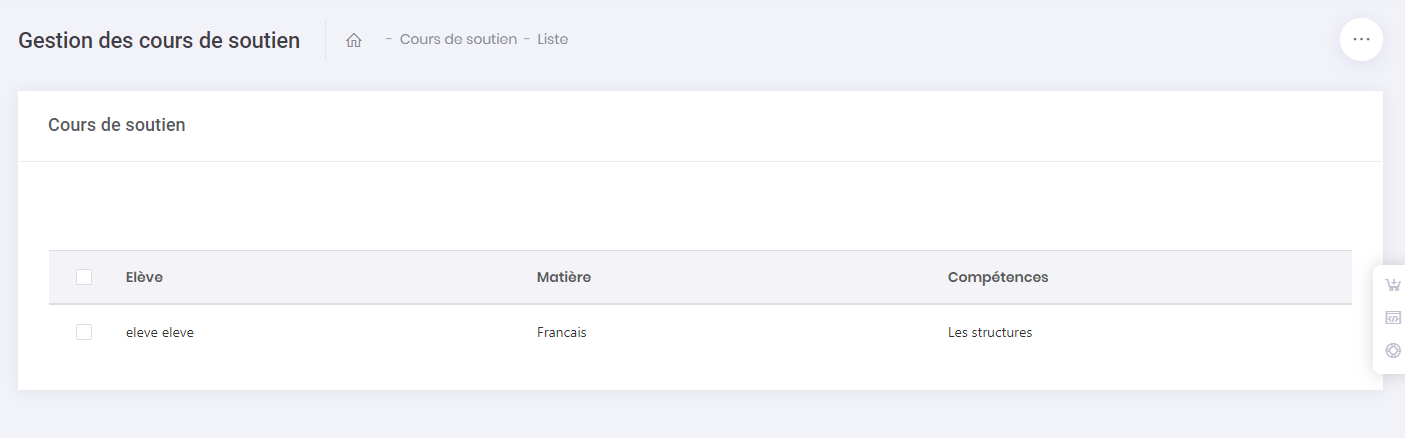 Gestion des cours de soutien
- Cours de soutien - Liste
Cours de soutien
Elève Matière Compétences
eleve eleve Francais Les structures